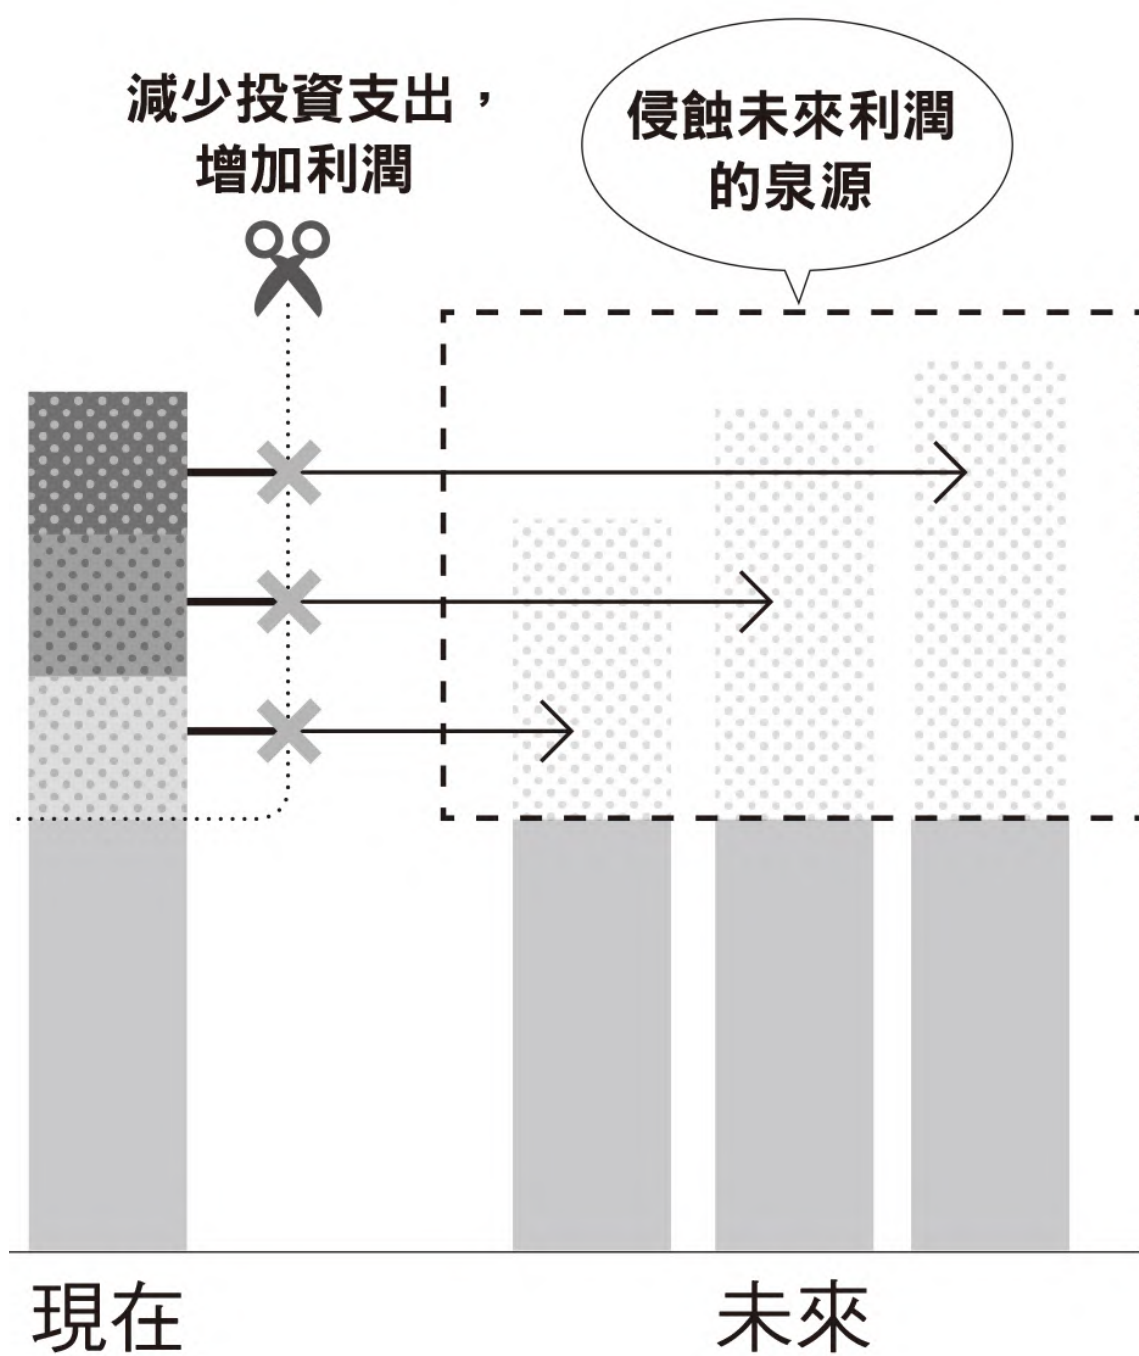 減少投資支出，
增加利潤
侵蝕未來利潤
的泉源
現在
未來